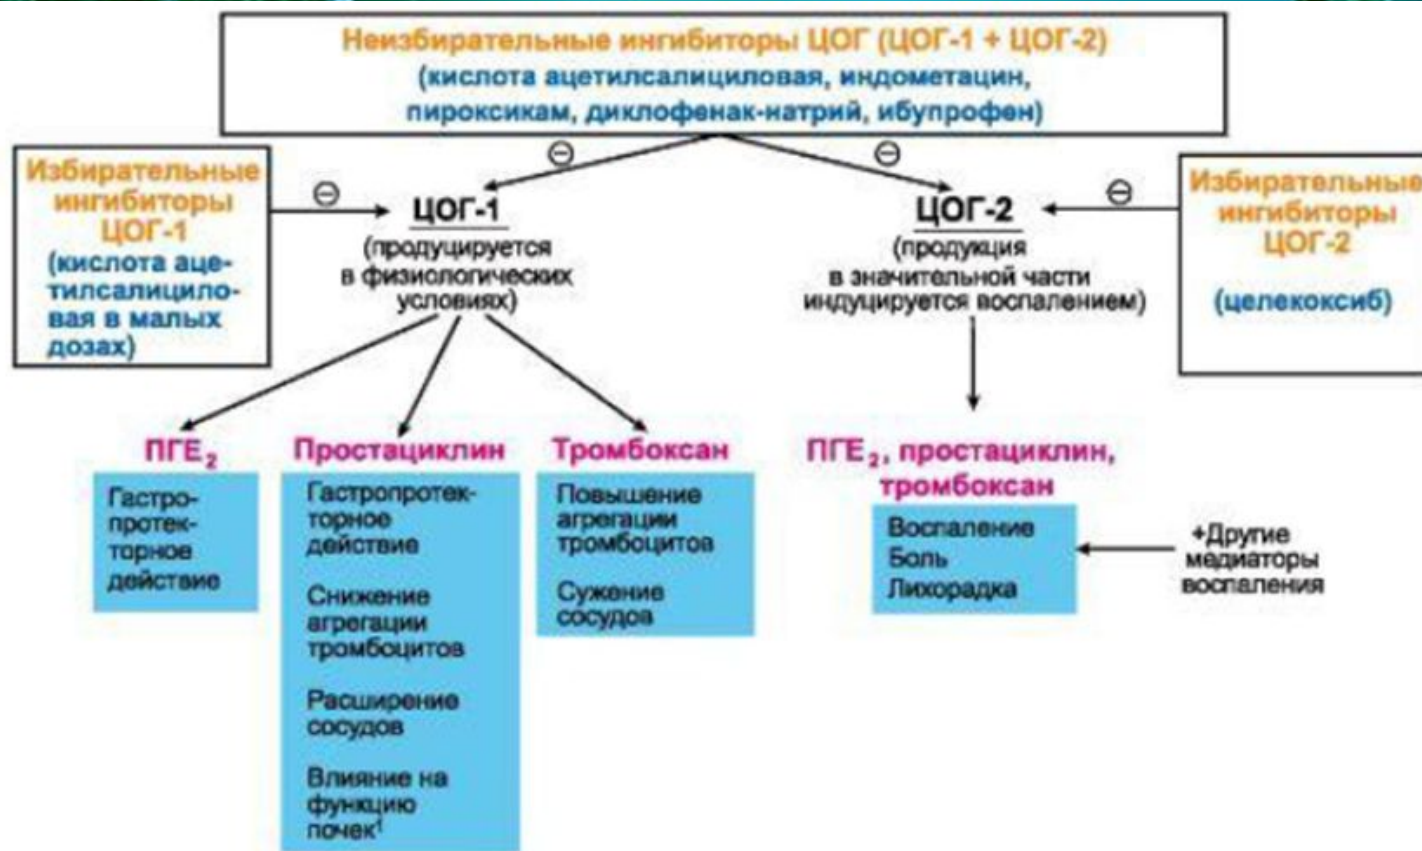 Неизбирательные ингибиторы ЦОГ (ЦОГ-1 + ЦОГ-2)
(кислота ацетилсалициловая, индометацин,
пироксикам, диклофенак-натрий, ибупрофен)
Избирательные
ингибиторы
ЦОГ-1
(кислота аце-
тилсалицило-
вая в малых
дозах)
ЦОГ-1
(продуцируется
в физиологических
условиях)
ЦОГ-2
(продукция
в значительной части
индуцируется воспалением)
Избирательные
ингибиторы
ЦОГ-2
(целекоксиб)
ПГЕ₂
Гастро-
протек-
торное
действие
Простациклин
Гастропротек-
торное
действие
Снижение
агрегации
тромбоцитов
Расширение
сосудов
Влияние на
функцию
почек¹
Тромбоксан
Повышение
агрегации
тромбоцитов
Сужение
сосудов
ПГЕ₂, простациклин,
тромбоксан
Воспаление
Боль
Лихорадка
+Другие
медиаторы
воспаления